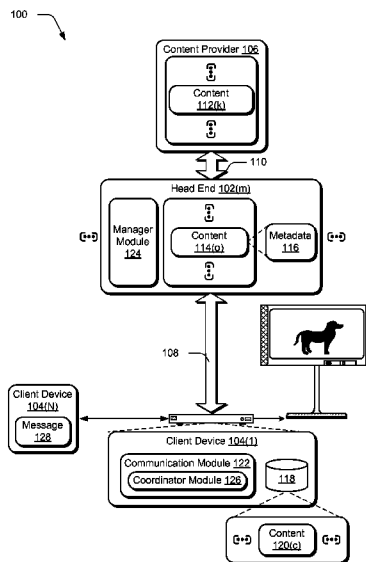 100
Content Provider 106
Content
112(k)
110
Head End 102(m)
Manager
Module
124
Content
114(o)
Metadata
116
108
Client Device
104(N)
Message
128
Client Device 104(1)
Communication Module 122
Coordinator Module 126
118
Content
120(c)